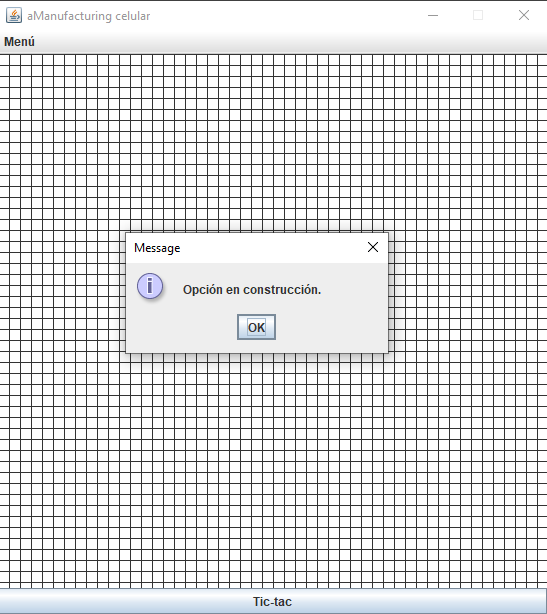 aManufacturing celular
Menú
Message
Opción en construcción.
OK
Tic-tac